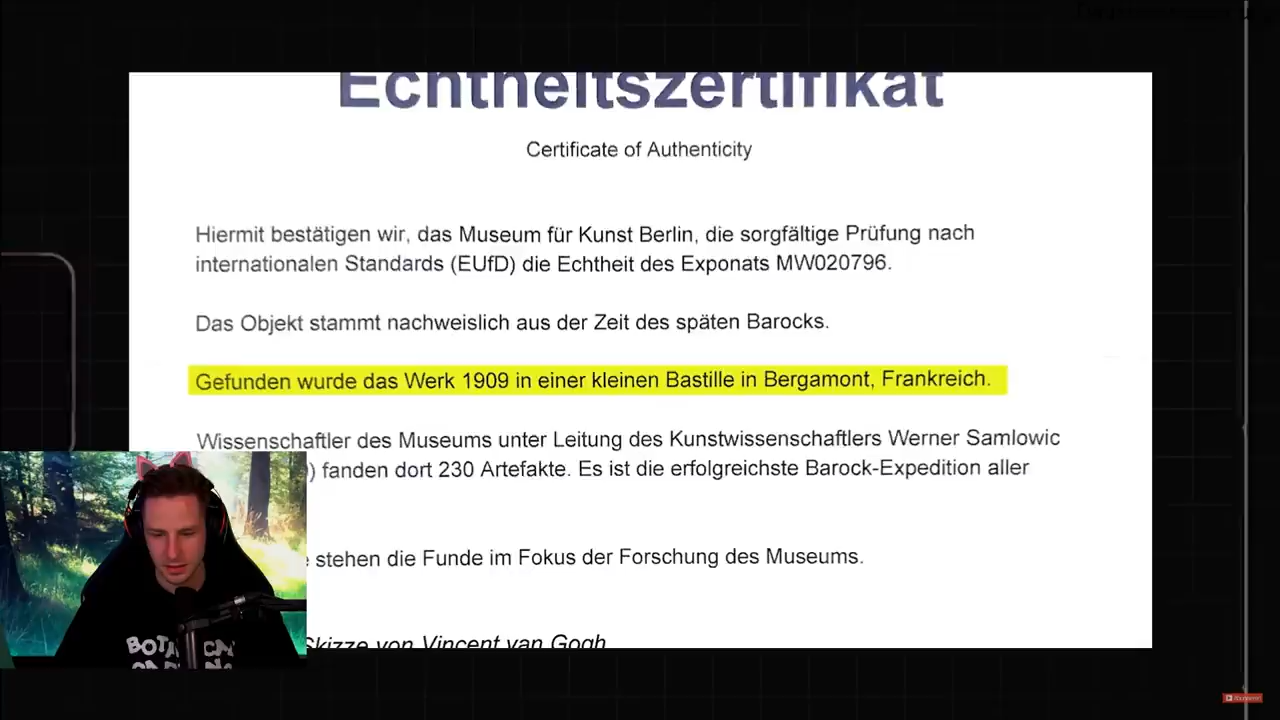 Echtheitszertifikat
Certificate of Authenticity
Hiermit bestätigen wir, das Museum für Kunst Berlin, die sorgfältige Prüfung nach
internationalen Standards (EUfD) die Echtheit des Exponats MW020796.
Das Objekt stammt nachweislich aus der Zeit des späten Barocks.
Gefunden wurde das Werk 1909 in einer kleinen Bastille in Bergamont, Frankreich.
Wissenschaftler des Museums unter Leitung des Kunstwissenschaftlers Werner Samlowic
) fanden dort 230 Artefakte. Es ist die erfolgreichste Barock-Expedition aller
stehen die Funde im Fokus der Forschung des Museums.
Skizze von Vincent van Gogh